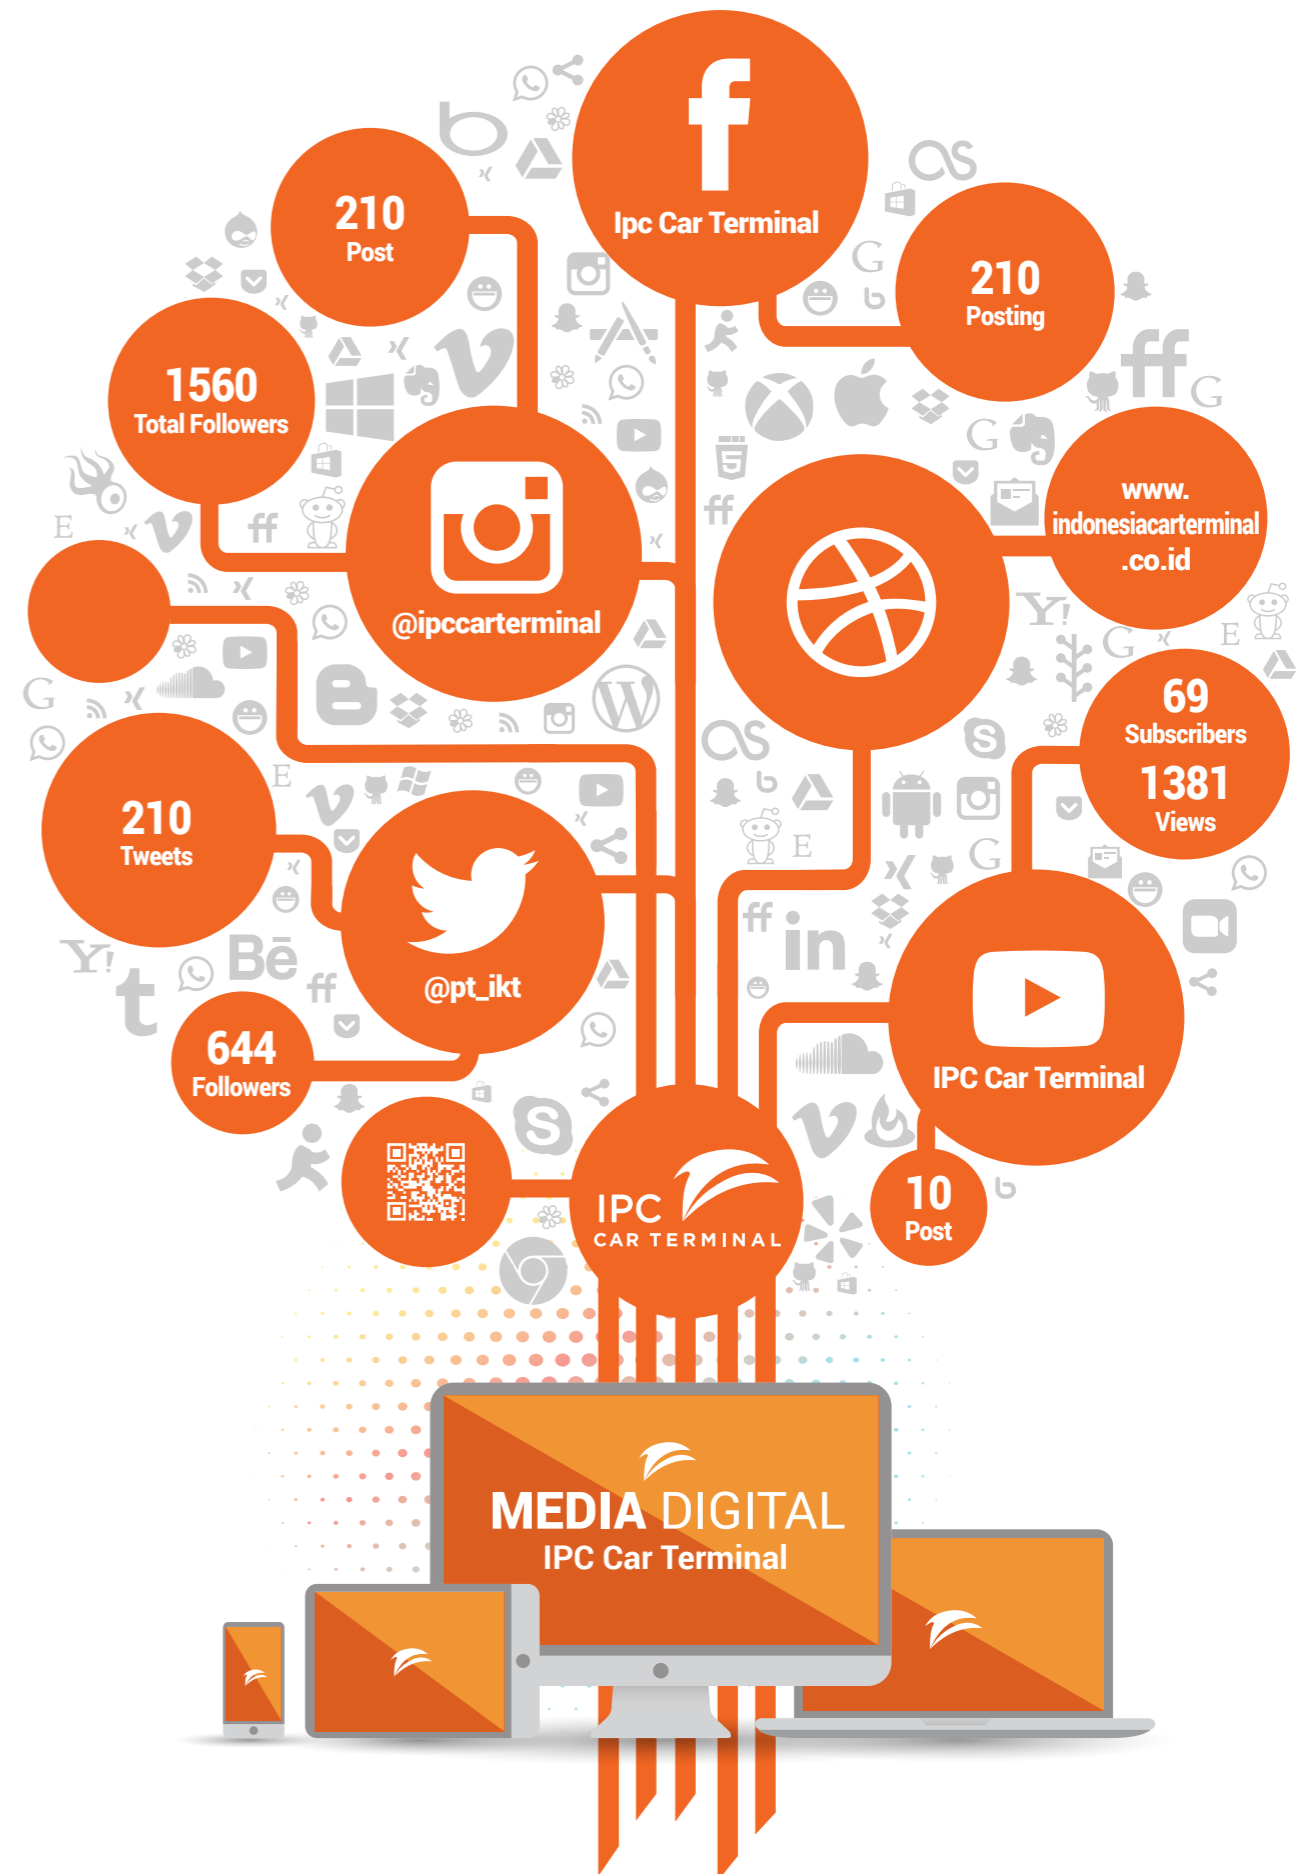 Ipc Car Terminal
210
Post
210
Posting
1560
Total Followers
@ipccarterminal
www.
indonesiacarterminal
.co.id
69
Subscribers
1381
Views
210
Tweets
@pt_ikt
IPC Car Terminal
644
Followers
10
Post
IPC
CAR TERMINAL
MEDIA DIGITAL
IPC Car Terminal